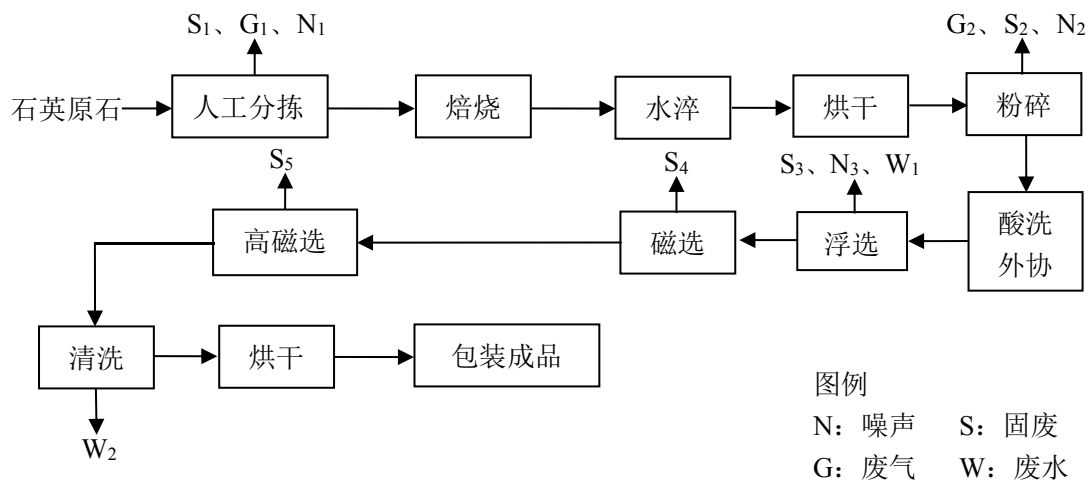 S₁、G₁、N₁
G₂、S₂、N₂
石英原石
人工分拣
焙烧
水淬
烘干
粉碎
S₅
S₄
S₃、N₃、W₁
高磁选
磁选
浮选
酸洗
外协
清洗
烘干
包装成品
W₂
图例
N：噪声 S：固废
G：废气 W：废水